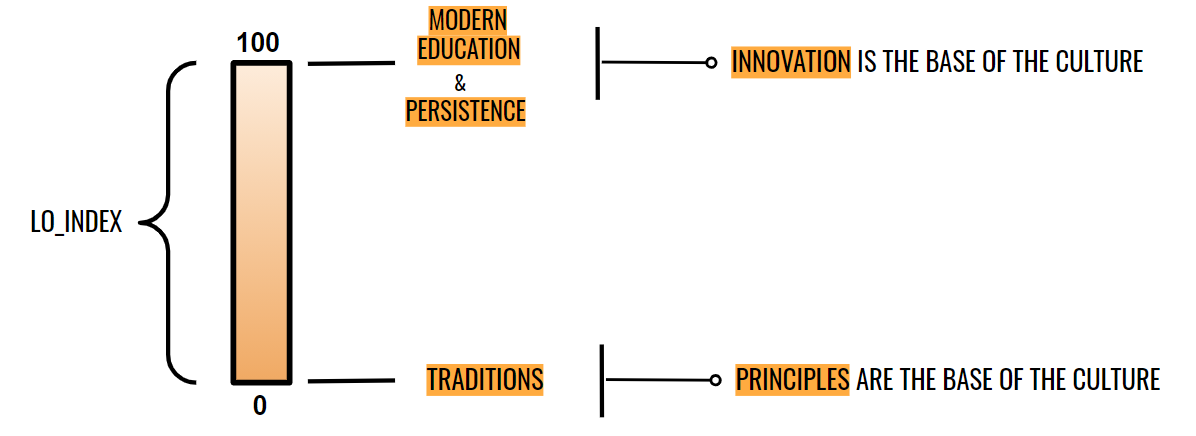 MODERN
EDUCATION
&
PERSISTENCE
100
INNOVATION IS THE BASE OF THE CULTURE
LO_INDEX
TRADITIONS
PRINCIPLES ARE THE BASE OF THE CULTURE
0